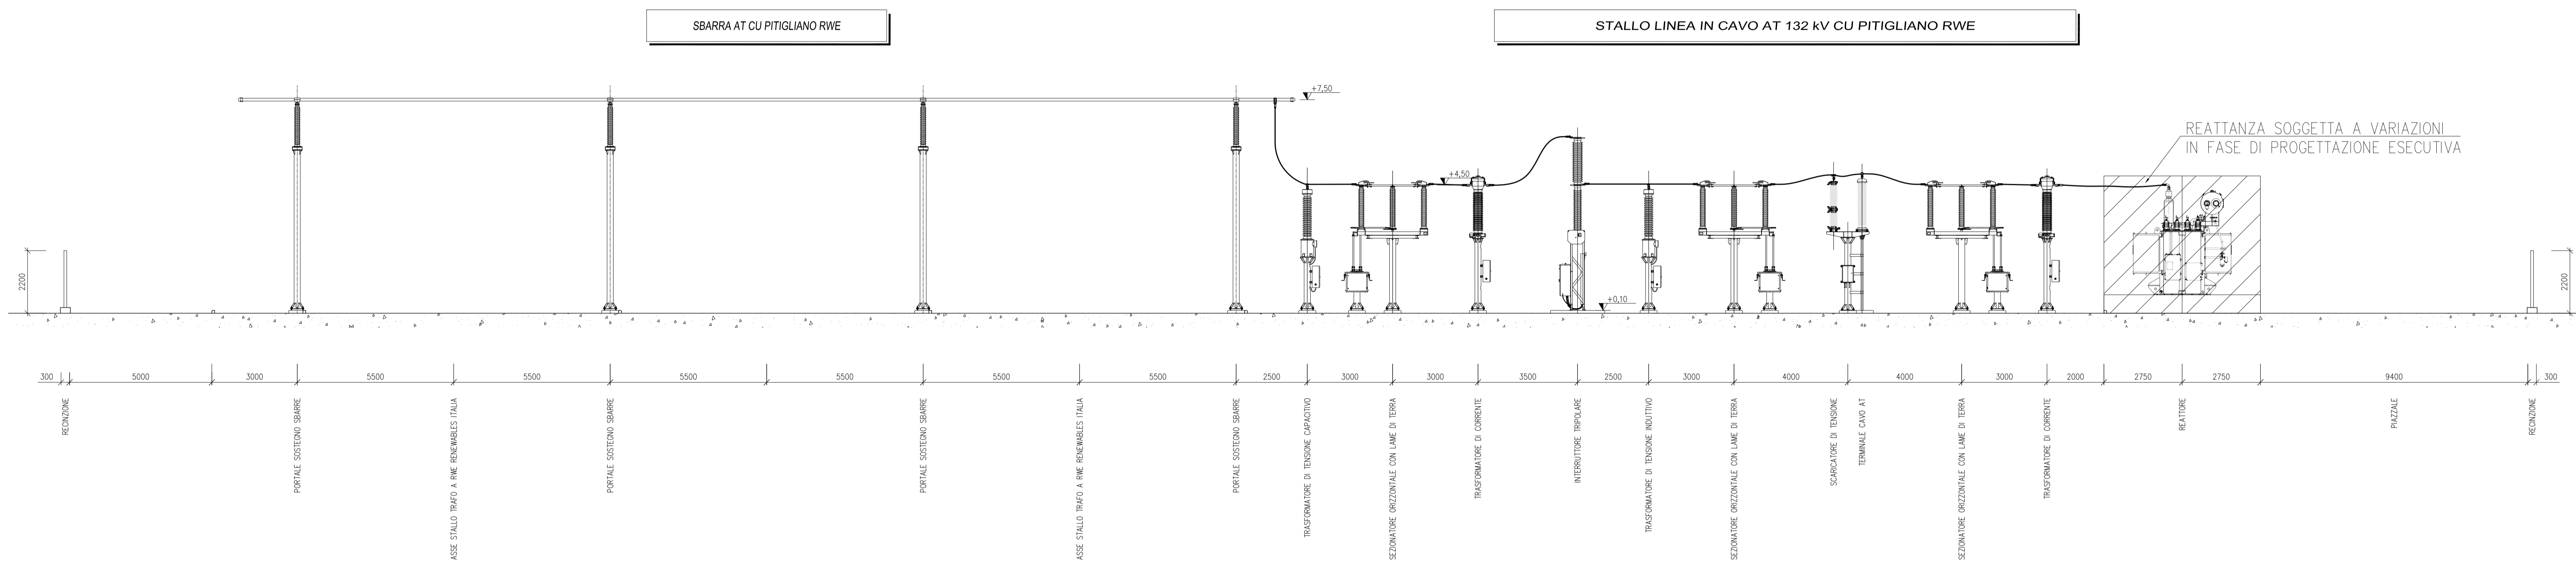 SBARRA AT CU PITIGLIANO RWE
STALLO LINEA IN CAVO AT 132 kV CU PITIGLIANO RWE
+7,50
REATTANZA SOGGETTA A VARIAZIONI
IN FASE DI PROGETTAZIONE ESECUTIVA
+4,50
2200
2200
+0,10
300
5000
3000
5500
5500
5500
5500
5500
5500
2500
3000
3000
3500
2500
3000
4000
4000
3000
2000
2750
2750
9400
300
RECINZIONE
PORTALE SOSTEGNO SBARRE
ASSE STALLO TRAFO A RWE RENEWABLES ITALIA
PORTALE SOSTEGNO SBARRE
PORTALE SOSTEGNO SBARRE
ASSE STALLO TRAFO A RWE RENEWABLES ITALIA
PORTALE SOSTEGNO SBARRE
TRASFORMATORE DI TENSIONE CAPACITIVO
SEZIONATORE ORIZZONTALE CON LAME DI TERRA
TRASFORMATORE DI CORRENTE
INTERRUTTORE TRIPOLARE
TRASFORMATORE DI TENSIONE INDUTTIVO
SEZIONATORE ORIZZONTALE CON LAME DI TERRA
SCARICATORE DI TENSIONE
TERMINALE CAVO AT
SEZIONATORE ORIZZONTALE CON LAME DI TERRA
TRASFORMATORE DI CORRENTE
REATTORE
PIAZZALE
RECINZIONE